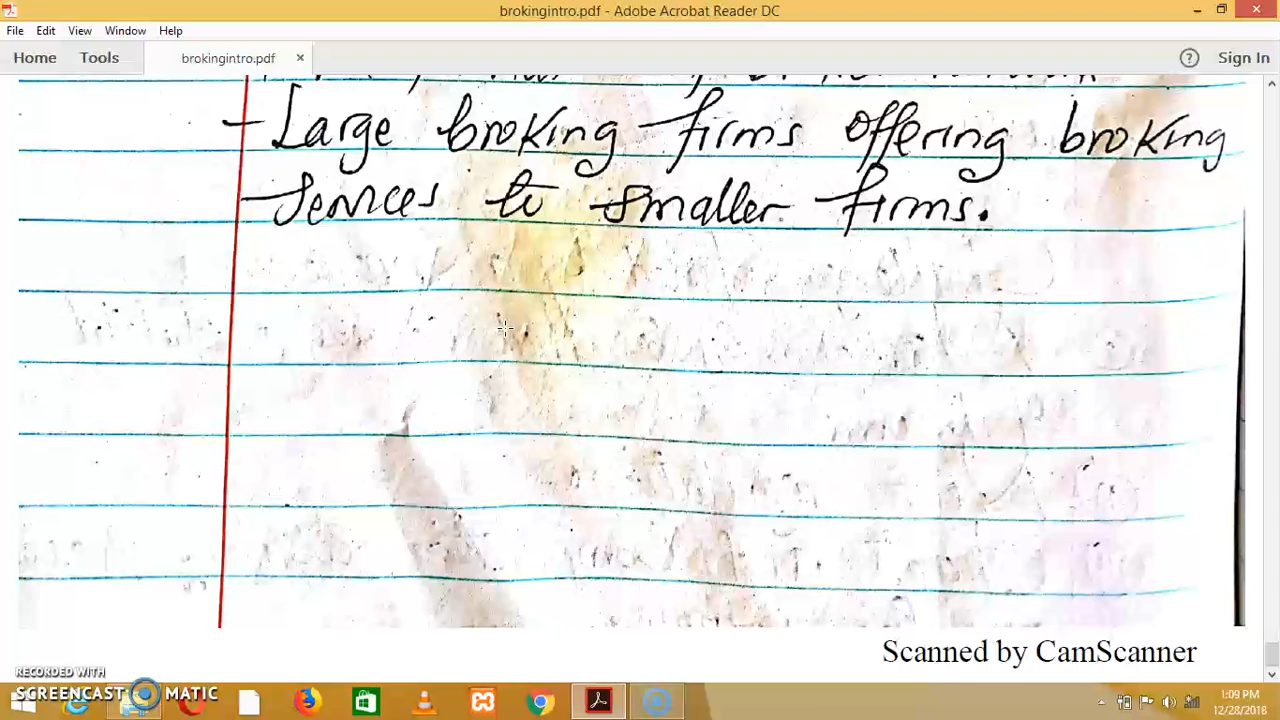 brokingintro.pdf - Adobe Acrobat Reader DC
File Edit View Window Help
Home Tools brokingintro.pdf × ? Sign In
- Large broking firms offering broking
services to smaller firms.
Scanned by CamScanner
RECORDED WITH
SCREENCAST MATIC
1:09 PM
12/28/2018